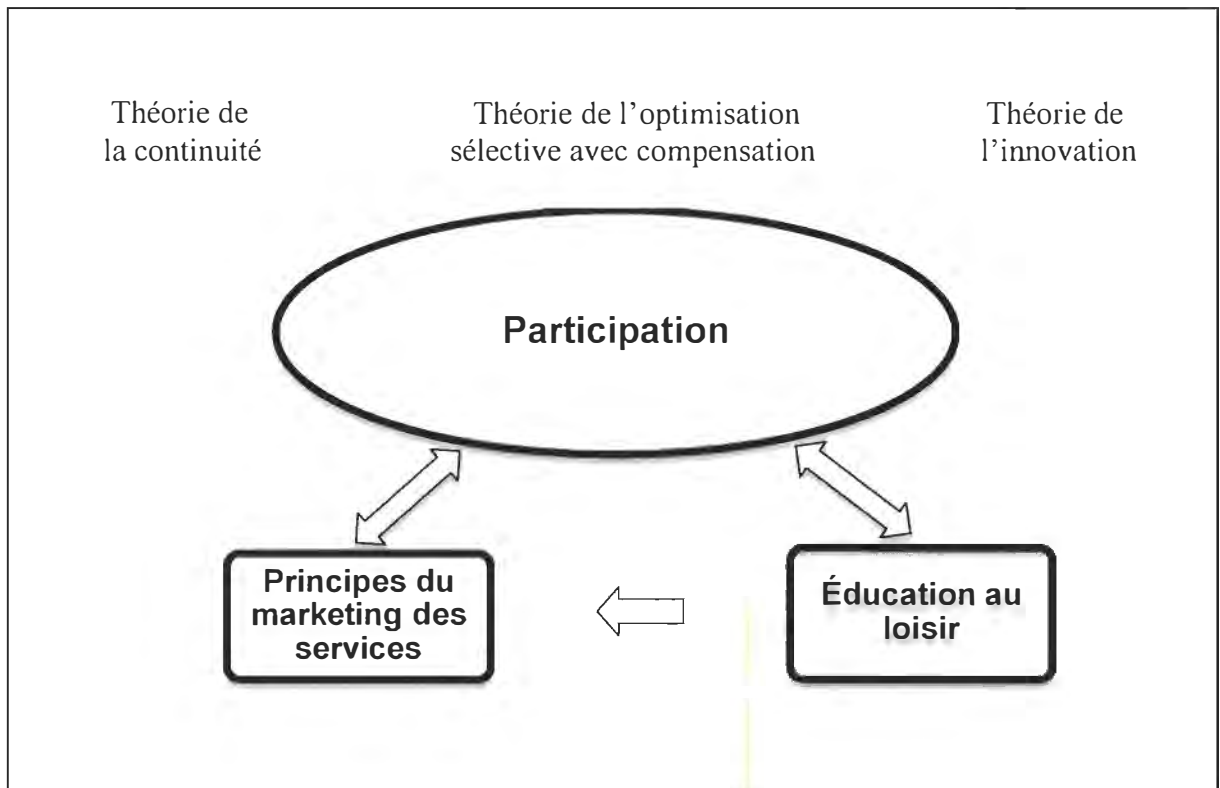 Théorie de
la continuité
Théorie de l'optimisation
sélective avec compensation
Théorie de
l'innovation
Participation
Principes du
marketing des
services
Éducation au
loisir